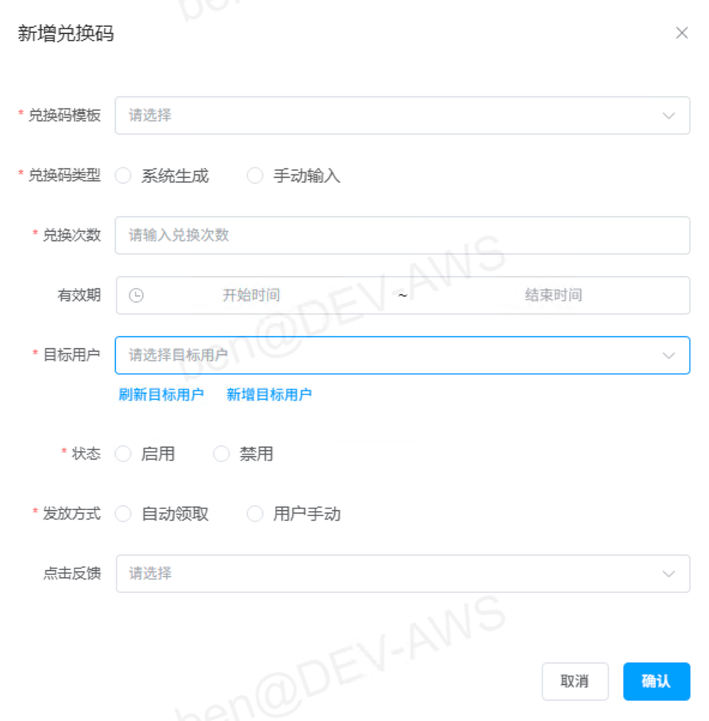 新增兑换码
* 兑换码模板 请选择
* 兑换码类型 系统生成 手动输入
* 兑换次数 请输入兑换次数
有效期 开始时间 ~ 结束时间
* 目标用户 请选择目标用户
刷新目标用户 新增目标用户
* 状态 启用 禁用
* 发放方式 自动领取 用户手动
点击反馈 请选择
取消 确认
ben@DEV-AWS
ben@DEV-AWS